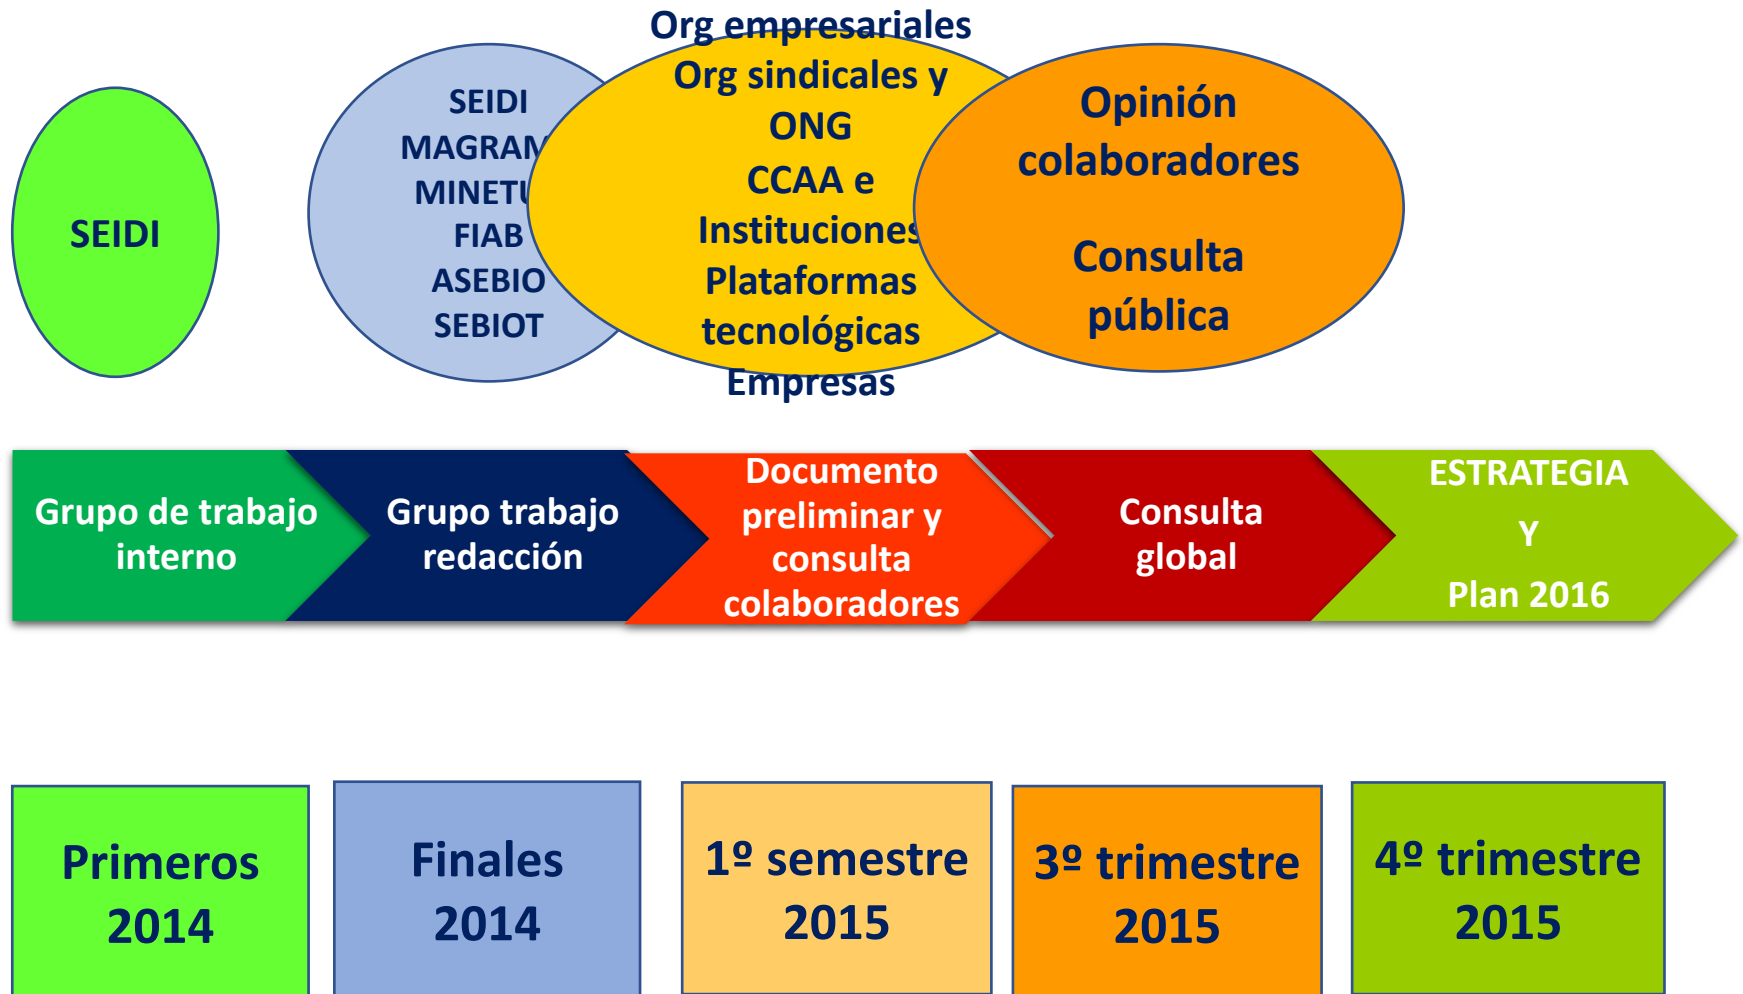 SEIDI
SEIDI
MAGRAM
MINETU
FIAB
ASEBIO
SEBIOT
Org empresariales
Org sindicales y
ONG
CCAA e
Instituciones
Plataformas
tecnológicas
Empresas
Opinión
colaboradores
Consulta
pública
Grupo de trabajo
interno
Grupo trabajo
redacción
Documento
preliminar y
consulta
colaboradores
Consulta
global
ESTRATEGIA
Y
Plan 2016
Primeros
2014
Finales
2014
1º semestre
2015
3º trimestre
2015
4º trimestre
2015